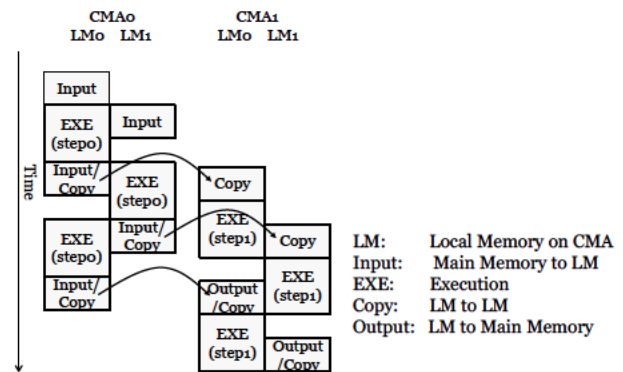 CMA0 CMA1
LM0 LM1 LM0 LM1
Input
EXE
(step0)
Input
Time
Input/
Copy
EXE
(step0)
Copy
EXE
(step0)
Input/
Copy
EXE
(step1)
Copy
Input/
Copy
Output
/Copy
EXE
(step1)
EXE
(step1)
Output
/Copy
LM: Local Memory on CMA
Input: Main Memory to LM
EXE: Execution
Copy: LM to LM
Output: LM to Main Memory